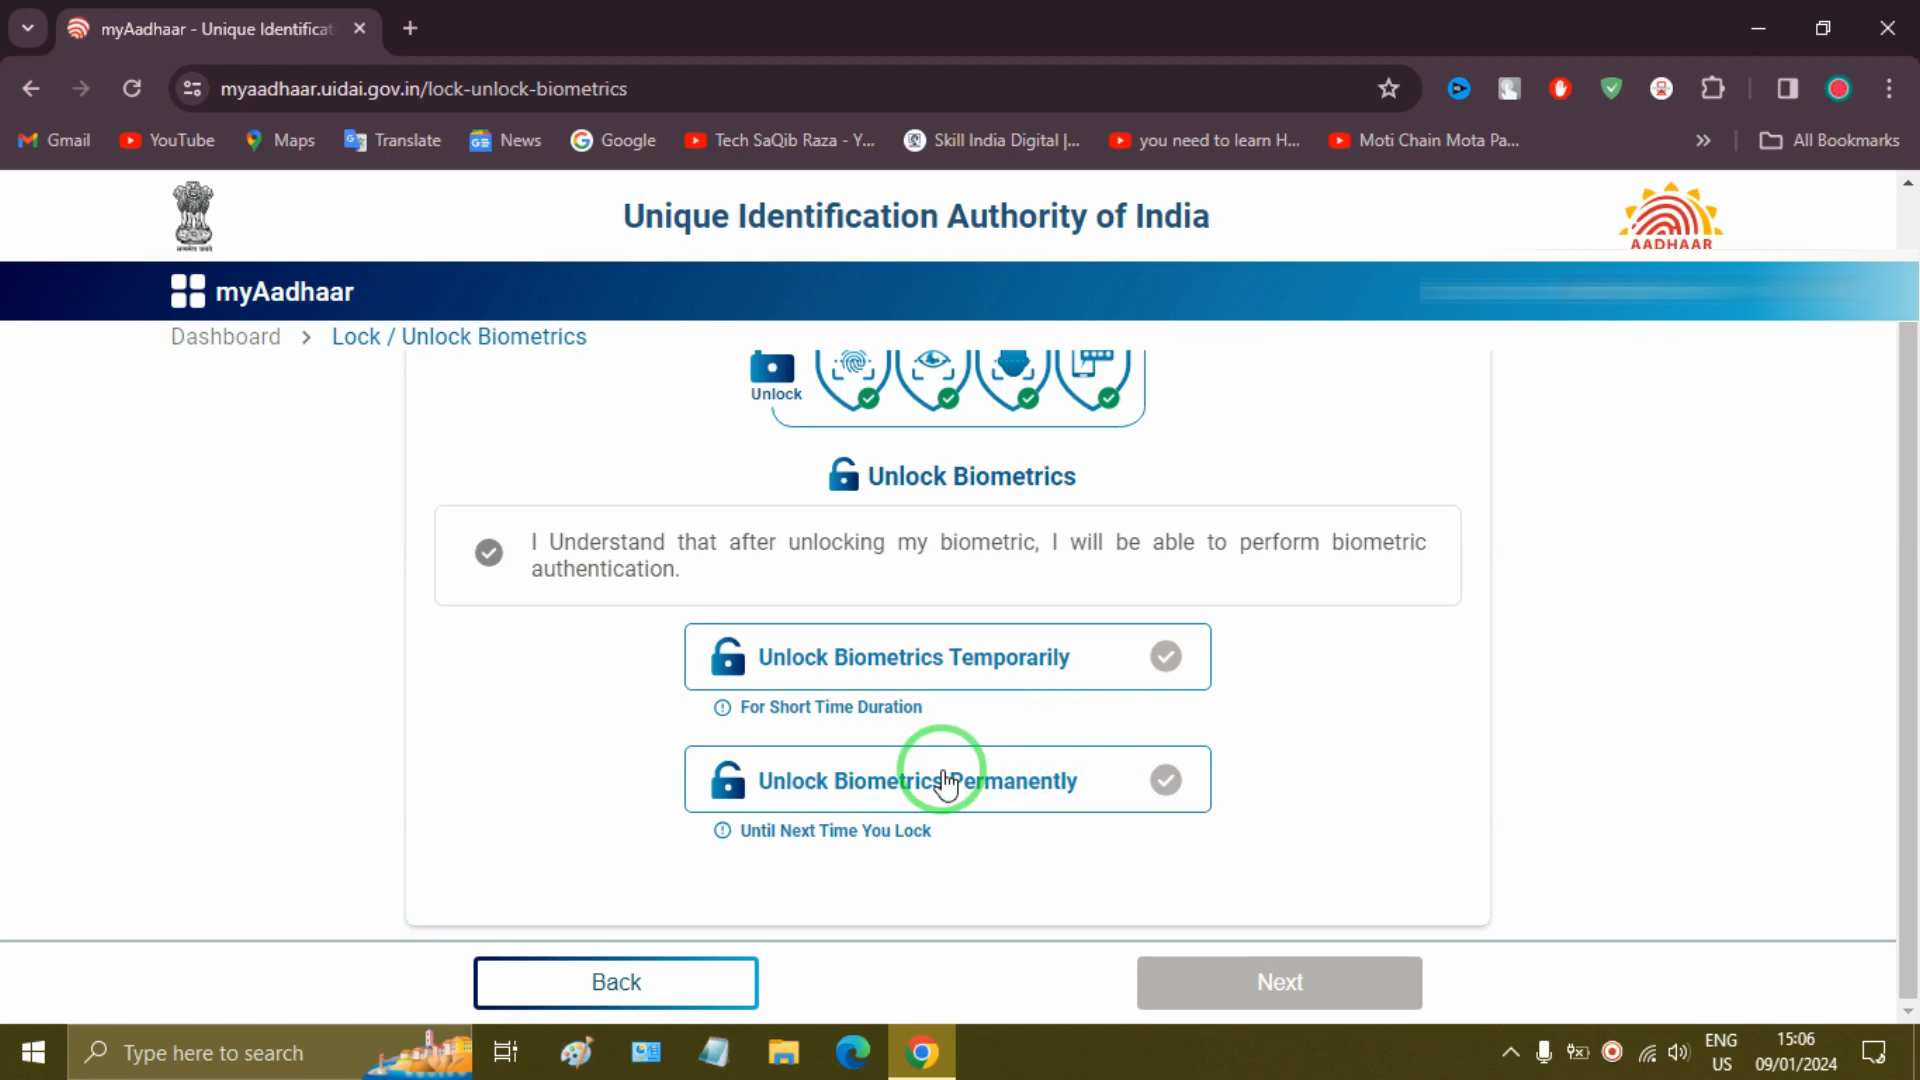 myAadhaar - Unique Identificat
myaadhaar.uidai.gov.in/lock-unlock-biometrics
Gmail
YouTube
Maps
Translate
News
Google
Tech SaQib Raza - Y...
Skill India Digital |...
you need to learn H...
Moti Chain Mota Pa...
All Bookmarks
Unique Identification Authority of India
AADHAAR
myAadhaar
Dashboard > Lock / Unlock Biometrics
Unlock
Unlock Biometrics
I Understand that after unlocking my biometric, I will be able to perform biometric
authentication.
Unlock Biometrics Temporarily
For Short Time Duration
Unlock Biometrics Permanently
Until Next Time You Lock
Back
Next
Type here to search
ENG
US
15:06
09/01/2024